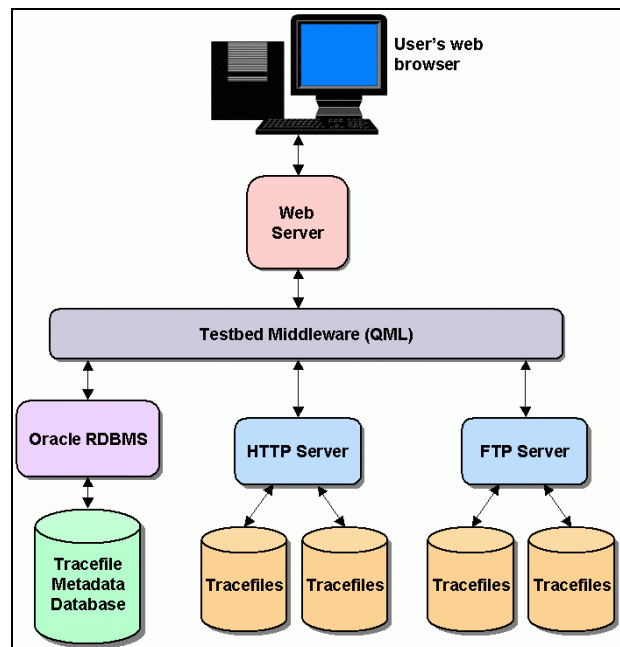 User's web
browser
Web
Server
Testbed Middleware (QML)
Oracle RDBMS
HTTP Server
FTP Server
Tracefile
Metadata
Database
Tracefiles
Tracefiles
Tracefiles
Tracefiles